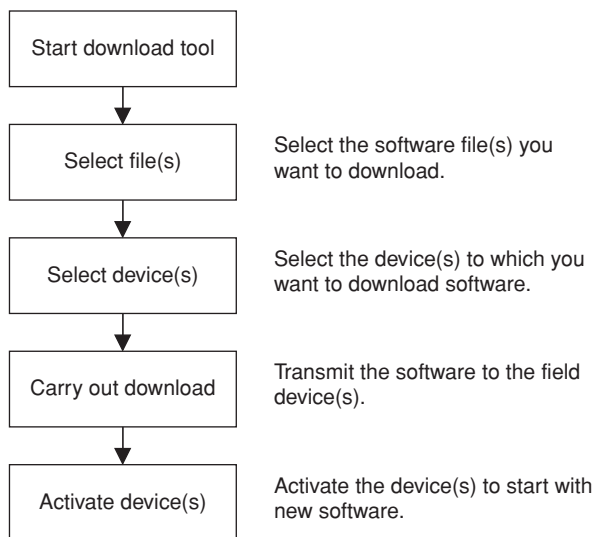 Start download tool
Select file(s)
Select the software file(s) you
want to download.
Select device(s)
Select the device(s) to which you
want to download software.
Carry out download
Transmit the software to the field
device(s).
Activate device(s)
Activate the device(s) to start with
new software.